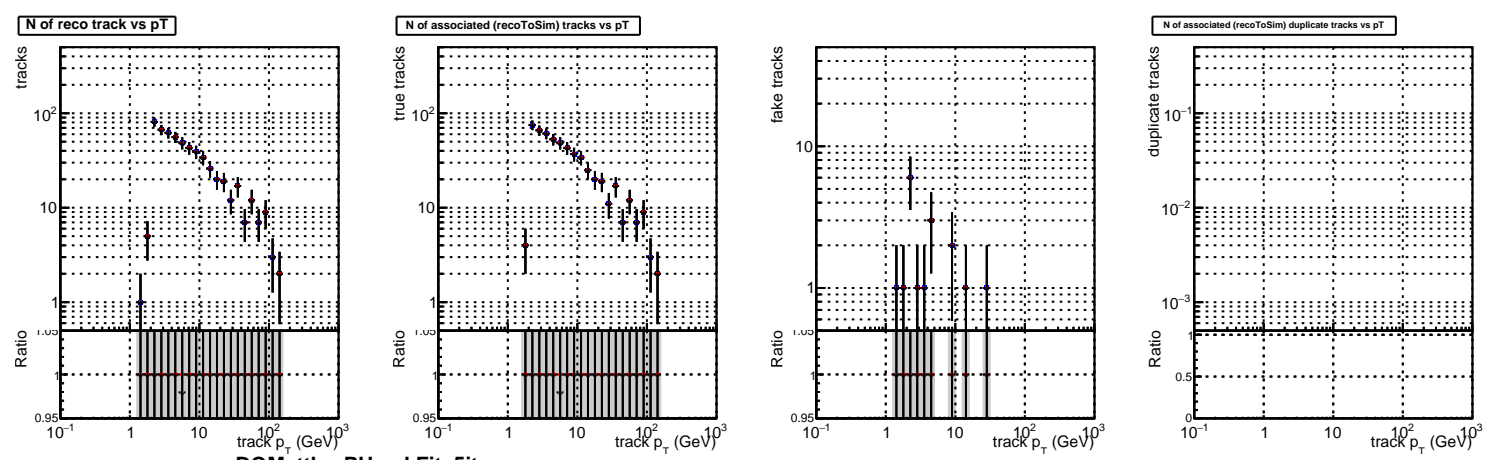 N of reco track vs pT
tracks
10²
10
1
1.05
Ratio
1
0.95
10⁻¹ 1 10 10² 10³
track p_T (GeV)
N of associated (recoToSim) tracks vs pT
true tracks
10²
10
1
1.05
Ratio
1
0.95
10⁻¹ 1 10 10² 10³
track p_T (GeV)
fake tracks
10
1
1.05
Ratio
1
0.95
10⁻¹ 1 10 10² 10³
track p_T (GeV)
N of associated (recoToSim) duplicate tracks vs pT
duplicate tracks
10⁻¹
10⁻²
10⁻³
Ratio
1
0.5
0
10⁻¹ 1 10 10² 10³
track p_T (GeV)